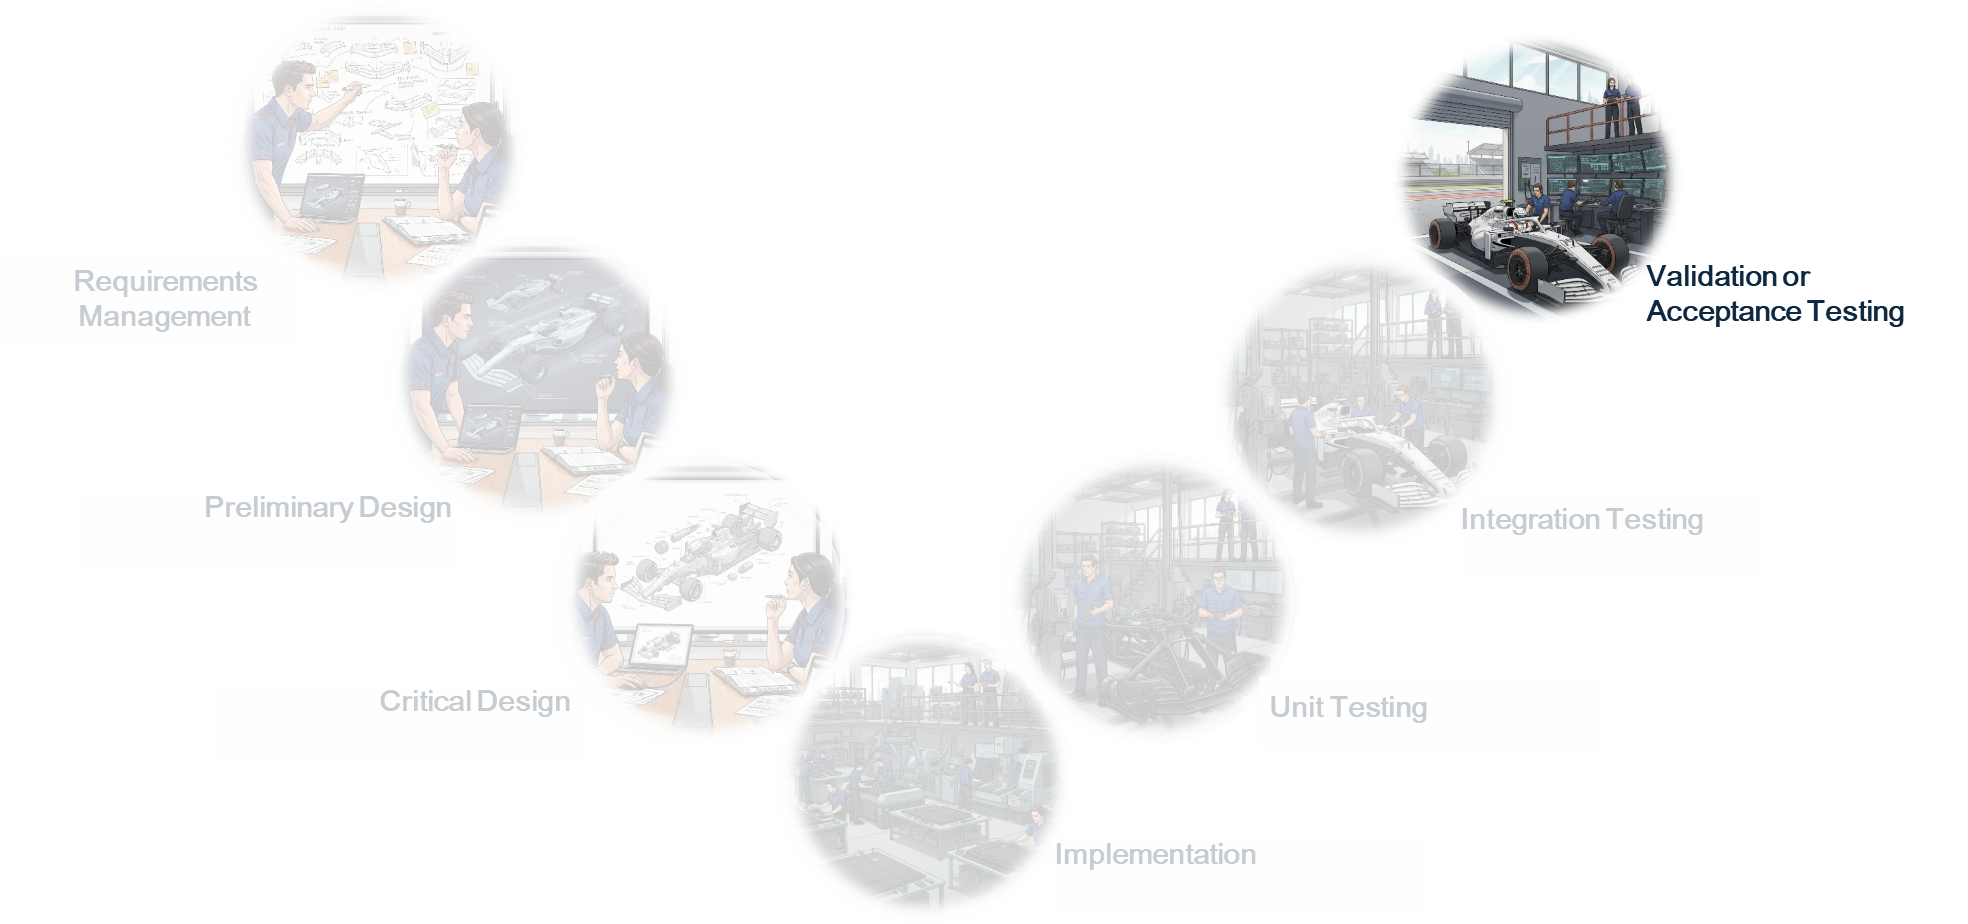 Requirements
Management
Preliminary Design
Critical Design
Implementation
Unit Testing
Integration Testing
Validation or
Acceptance Testing